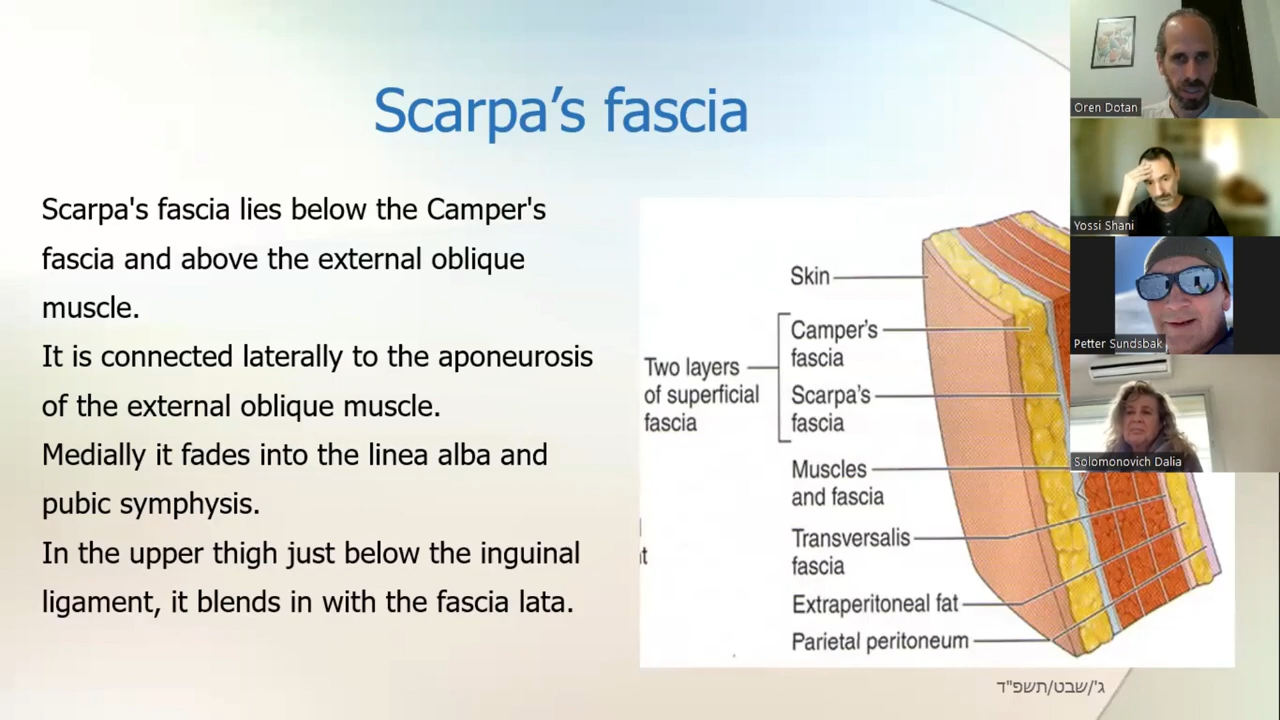 Scarpa’s fascia
Scarpa's fascia lies below the Camper's
fascia and above the external oblique
muscle.
It is connected laterally to the aponeurosis
of the external oblique muscle.
Medially it fades into the linea alba and
pubic symphysis.
In the upper thigh just below the inguinal
ligament, it blends in with the fascia lata.
Skin
Two layers
of superficial
fascia
Camper’s
fascia
Scarpa’s
fascia
Muscles
and fascia
Transversalis
fascia
Extraperitoneal fat
Parietal peritoneum
ג'/שבט/תשפ"ד
Oren Dotan
Yossi Shani
Petter Sundsbak
Solomonovich Dalia